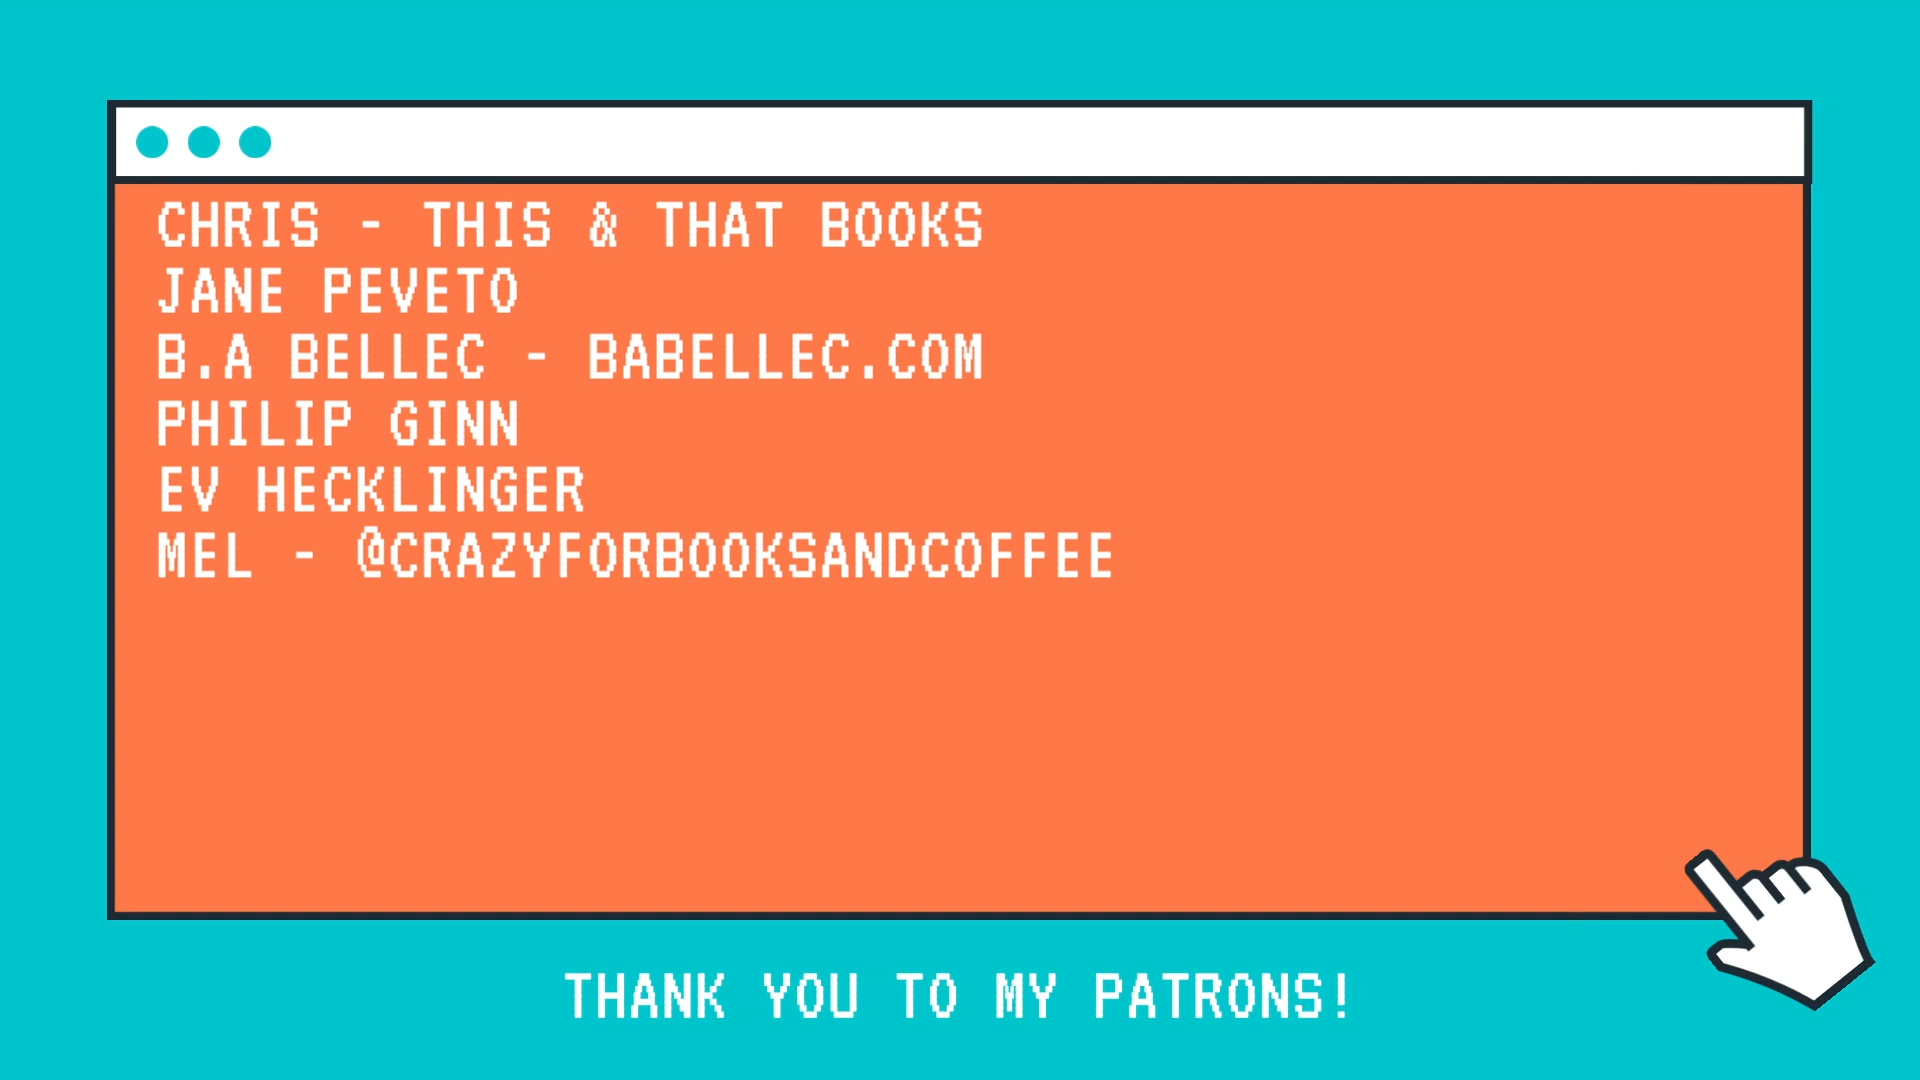 CHRIS - THIS & THAT BOOKS
JANE PEVETO
B.A BELLEC - BABELLEC.COM
PHILIP GINN
EV HECKLINGER
MEL - @CRAZYFORBOOKSANDCOFFEE
THANK YOU TO MY PATRONS!